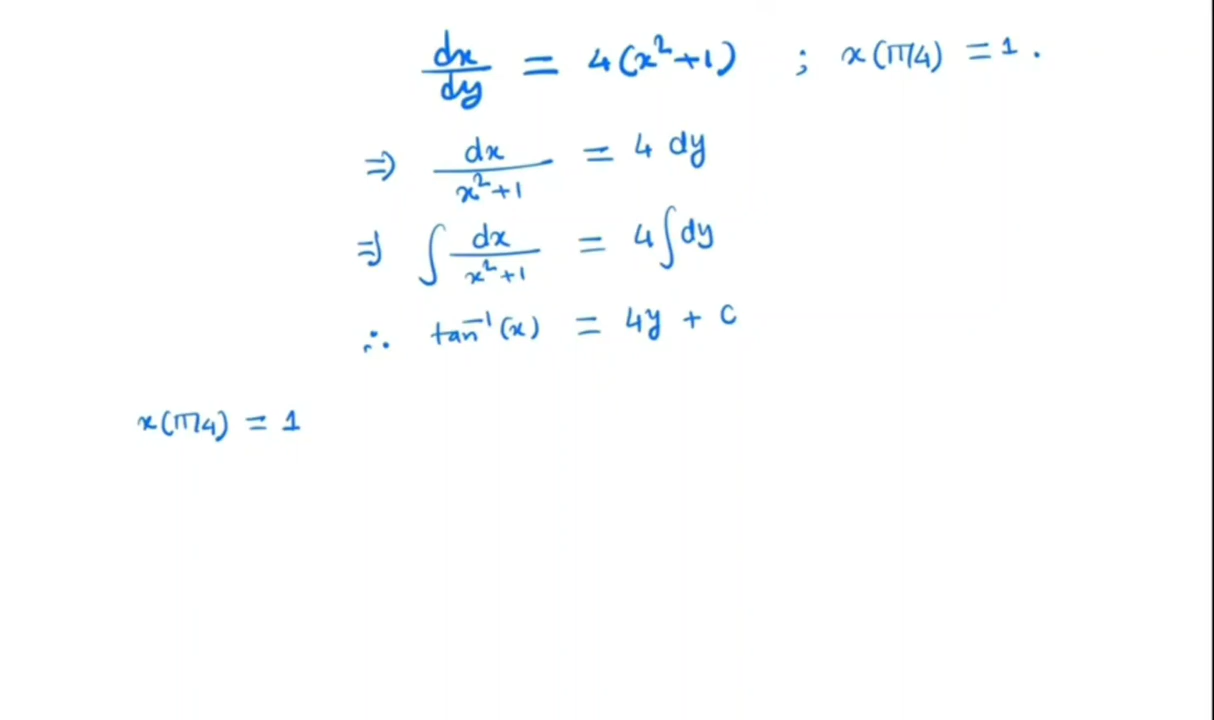 dx/dy = 4(x²+1) ; x(π/4) = 1.
⇒ dx/x²+1 = 4 dy
⇒ ∫ dx/x²+1 = 4∫dy
∴ tan⁻¹(x) = 4y + c
x(π/4) = 1